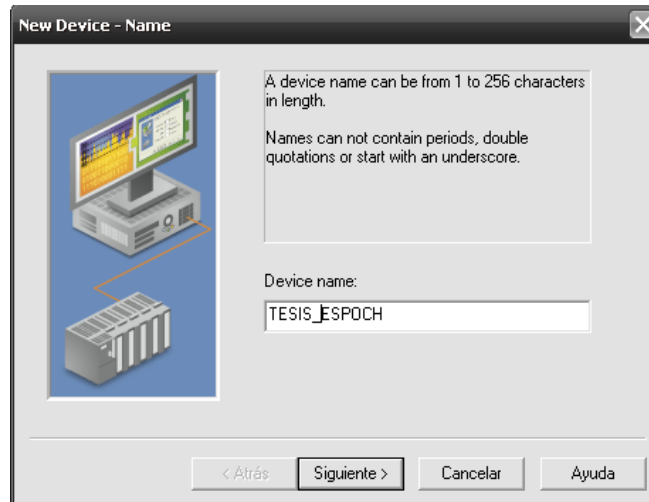 New Device - Name
A device name can be from 1 to 256 characters
in length.
Names can not contain periods, double
quotations or start with an underscore.
Device name:
TESIS_ESPOCH
< Atrás
Siguiente >
Cancelar
Ayuda